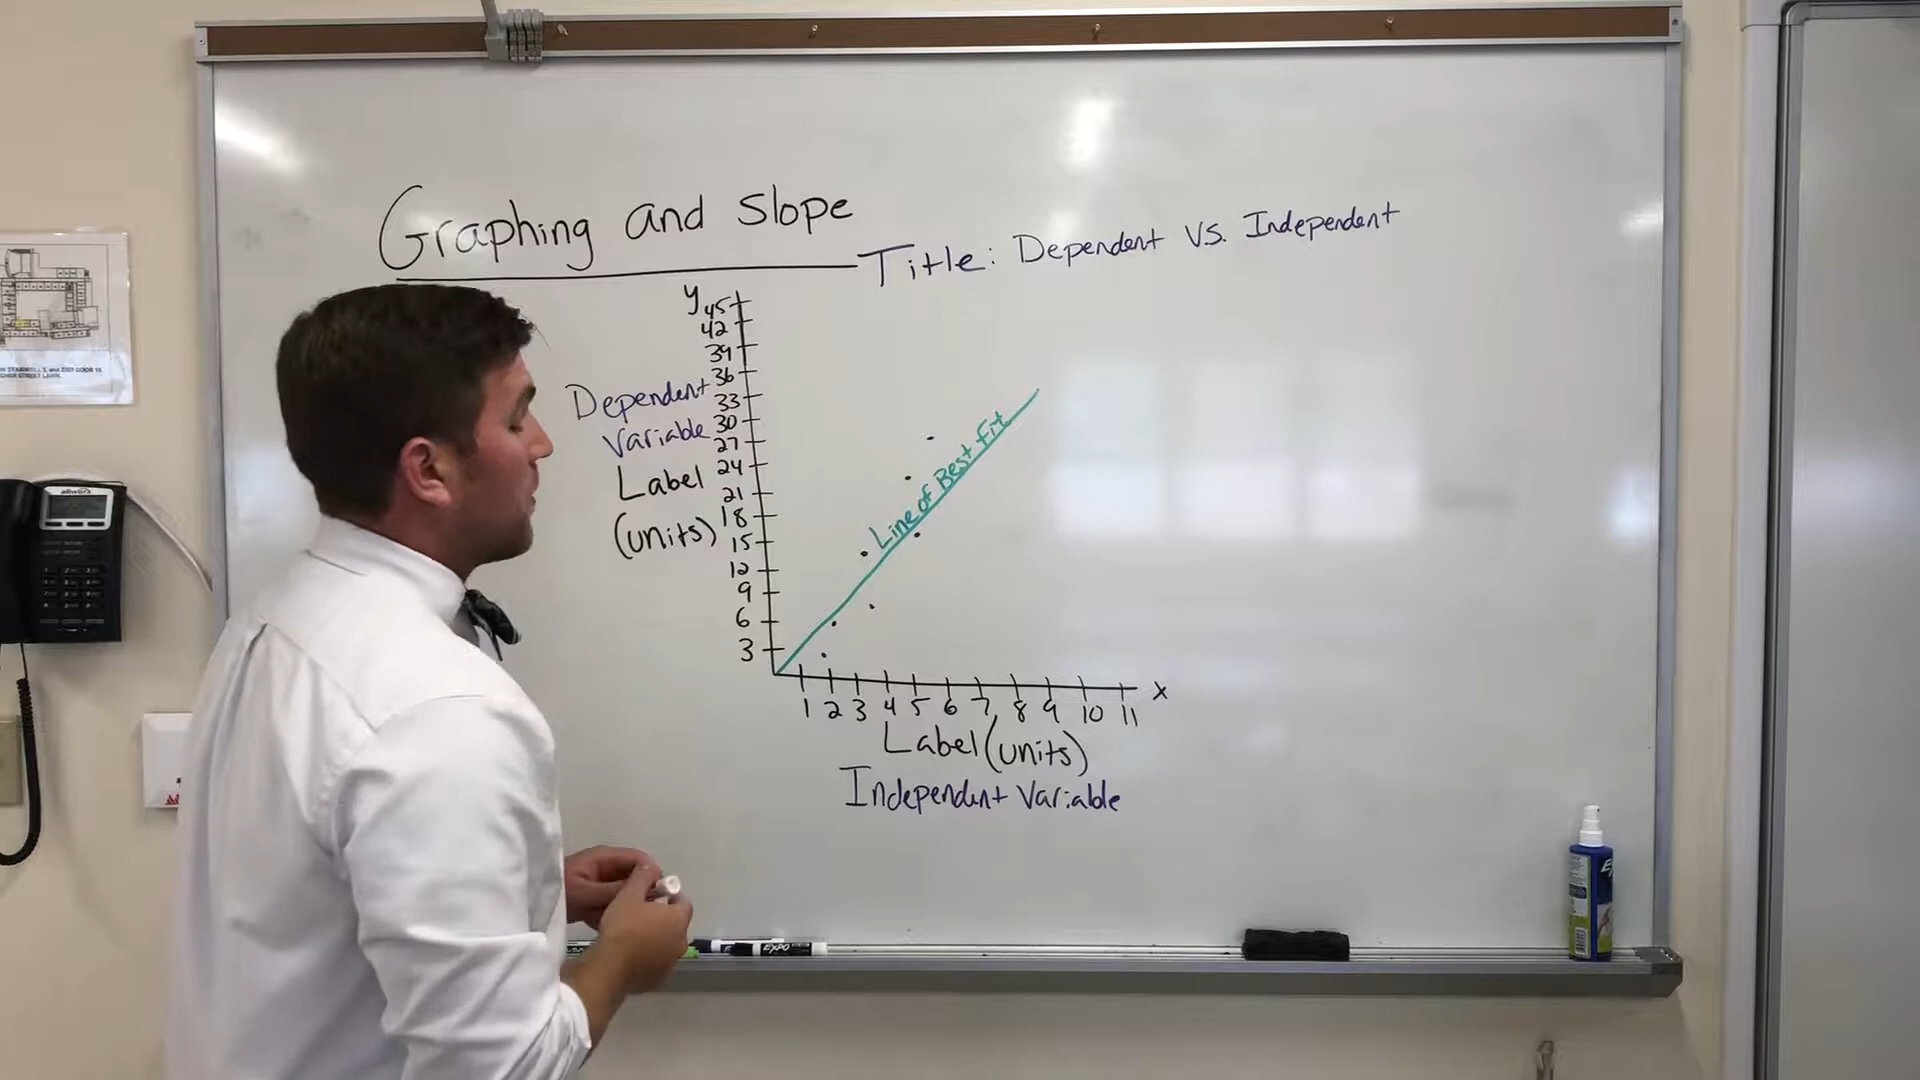 Graphing and Slope
Title: Dependent V.S. Independent
y
45
42
39
36
33
30
27
24
21
18
15
12
9
6
3
Dependent
Variable
Label
(units)
Line of Best Fit
x
1 2 3 4 5 6 7 8 9 10 11
Label (units)
Independent Variable
allworx
EXPO